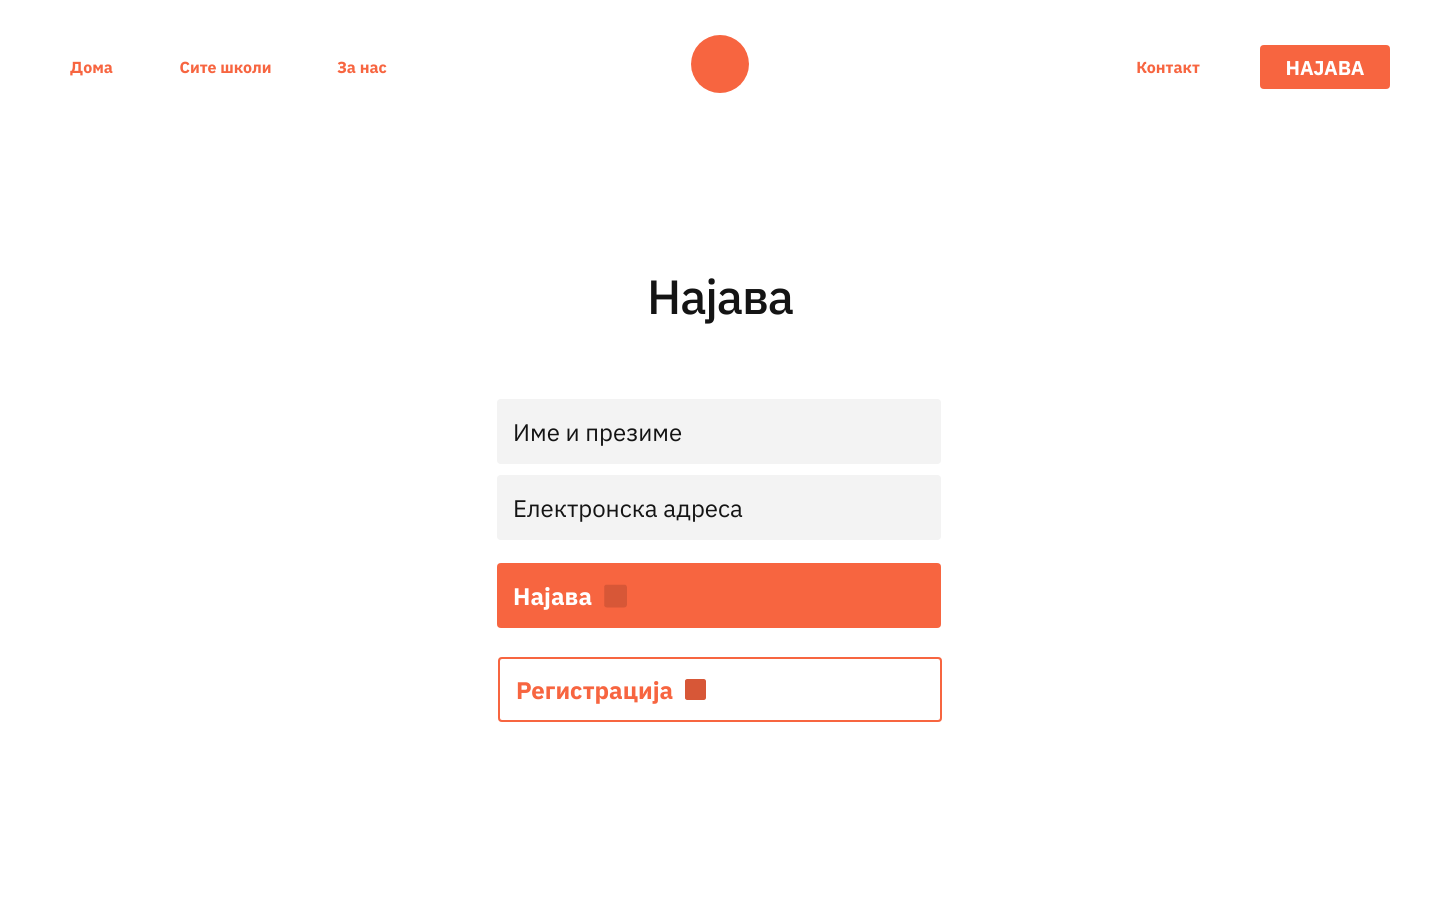 Дома
Сите школи
За нас
Контакт
НАЈАВА
Најава
Име и презиме
Електронска адреса
Најава
Регистрација